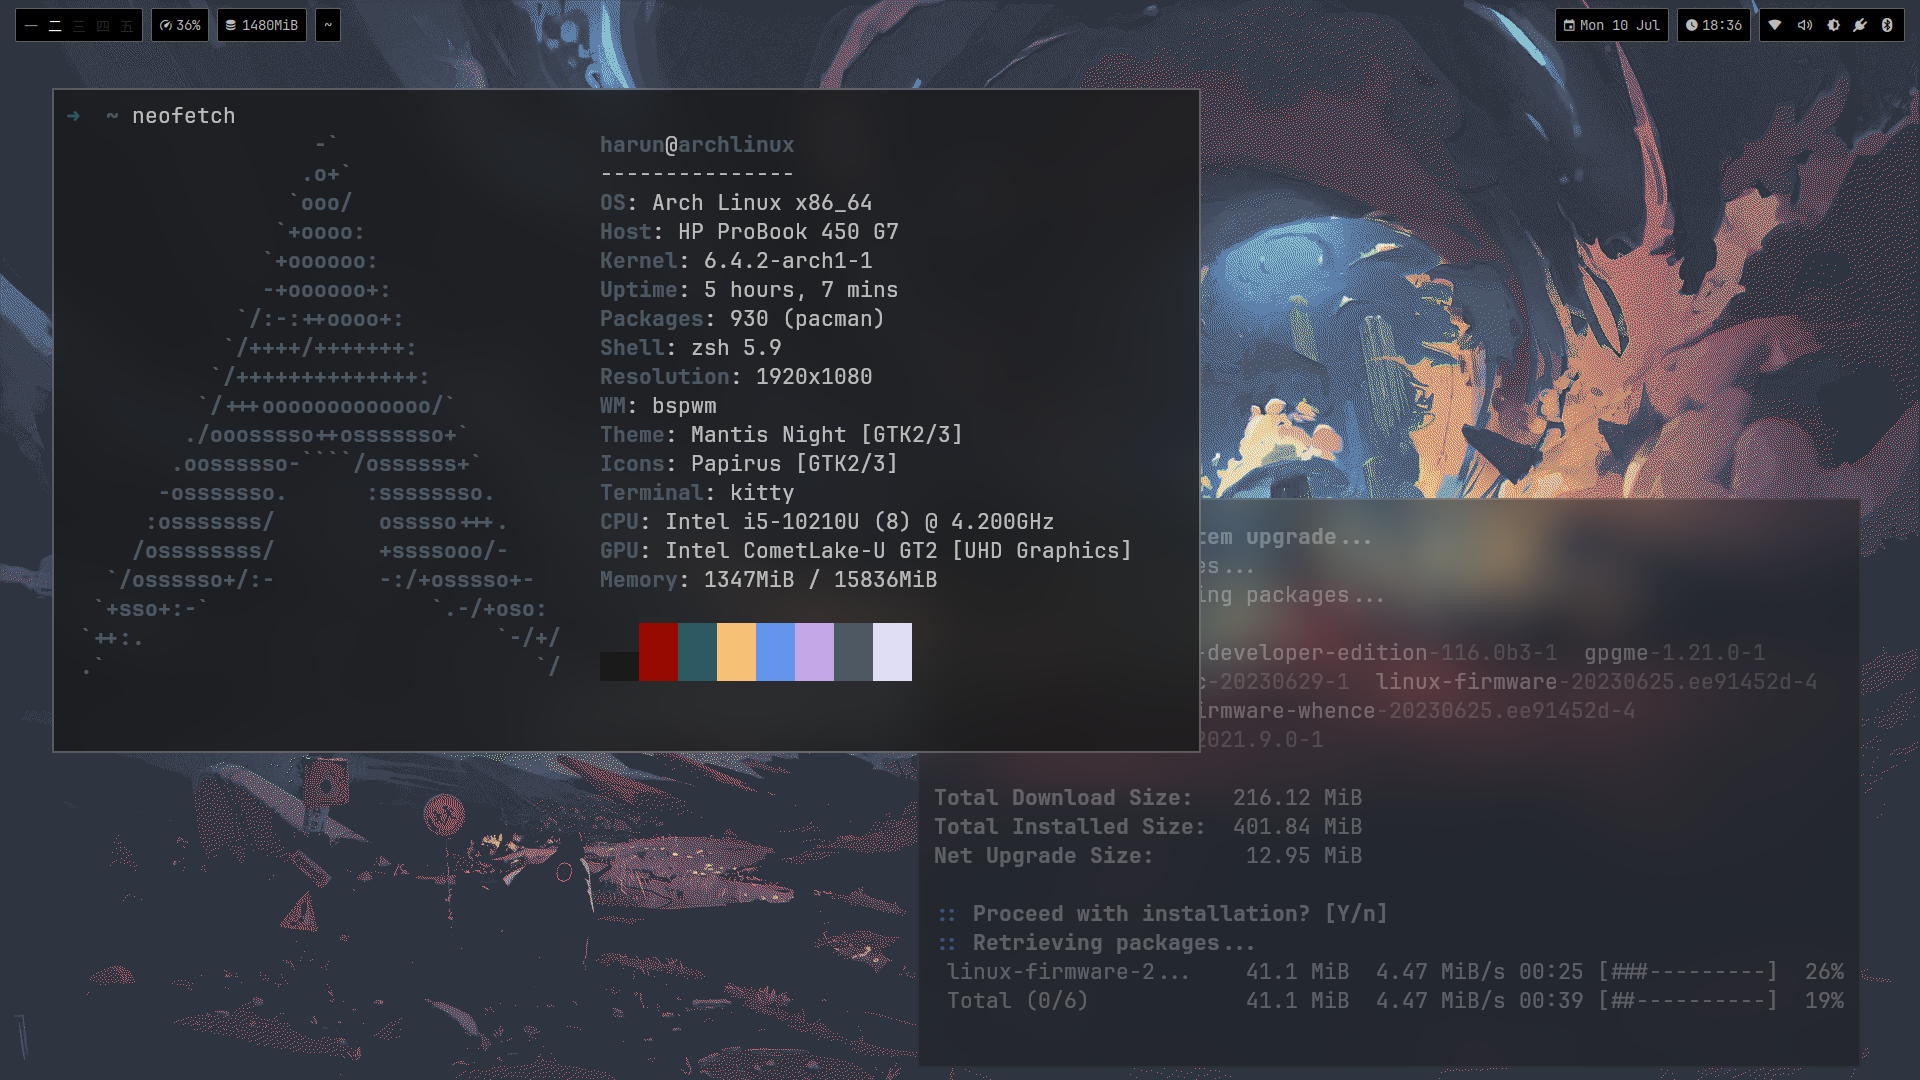 一 二 三 四 五 36% 1480MiB ~ Mon 10 Jul 18:36
➜ ~ neofetch
-`
.o+`
`ooo/
`+oooo:
`+oooooo:
-+oooooo+:
`/:-:++oooo+:
`/++++/+++++++:
`/++++++++++++++:
`/+++ooooooooooooo/`
./ooosssso++osssssso+`
.oossssso-````/ossssss+`
-osssssso. :ssssssso.
:osssssss/ osssso+++.
/ossssssss/ +ssssooo/-
`/ossssso+/:- -:/+osssso+-
`+sso+:-` `.-/+oso:
`++:. `-/+/
.` `/
harun@archlinux
---------------
OS: Arch Linux x86_64
Host: HP ProBook 450 G7
Kernel: 6.4.2-arch1-1
Uptime: 5 hours, 7 mins
Packages: 930 (pacman)
Shell: zsh 5.9
Resolution: 1920x1080
WM: bspwm
Theme: Mantis Night [GTK2/3]
Icons: Papirus [GTK2/3]
Terminal: kitty
CPU: Intel i5-10210U (8) @ 4.200GHz
GPU: Intel CometLake-U GT2 [UHD Graphics]
Memory: 1347MiB / 15836MiB
tem upgrade...
es...
ing packages...
-developer-edition-116.0b3-1 gpgme-1.21.0-1
c-20230629-1 linux-firmware-20230625.ee91452d-4
irmware-whence-20230625.ee91452d-4
2021.9.0-1
Total Download Size: 216.12 MiB
Total Installed Size: 401.84 MiB
Net Upgrade Size: 12.95 MiB
:: Proceed with installation? [Y/n]
:: Retrieving packages...
linux-firmware-2... 41.1 MiB 4.47 MiB/s 00:25 [###---------] 26%
Total (0/6) 41.1 MiB 4.47 MiB/s 00:39 [##----------] 19%